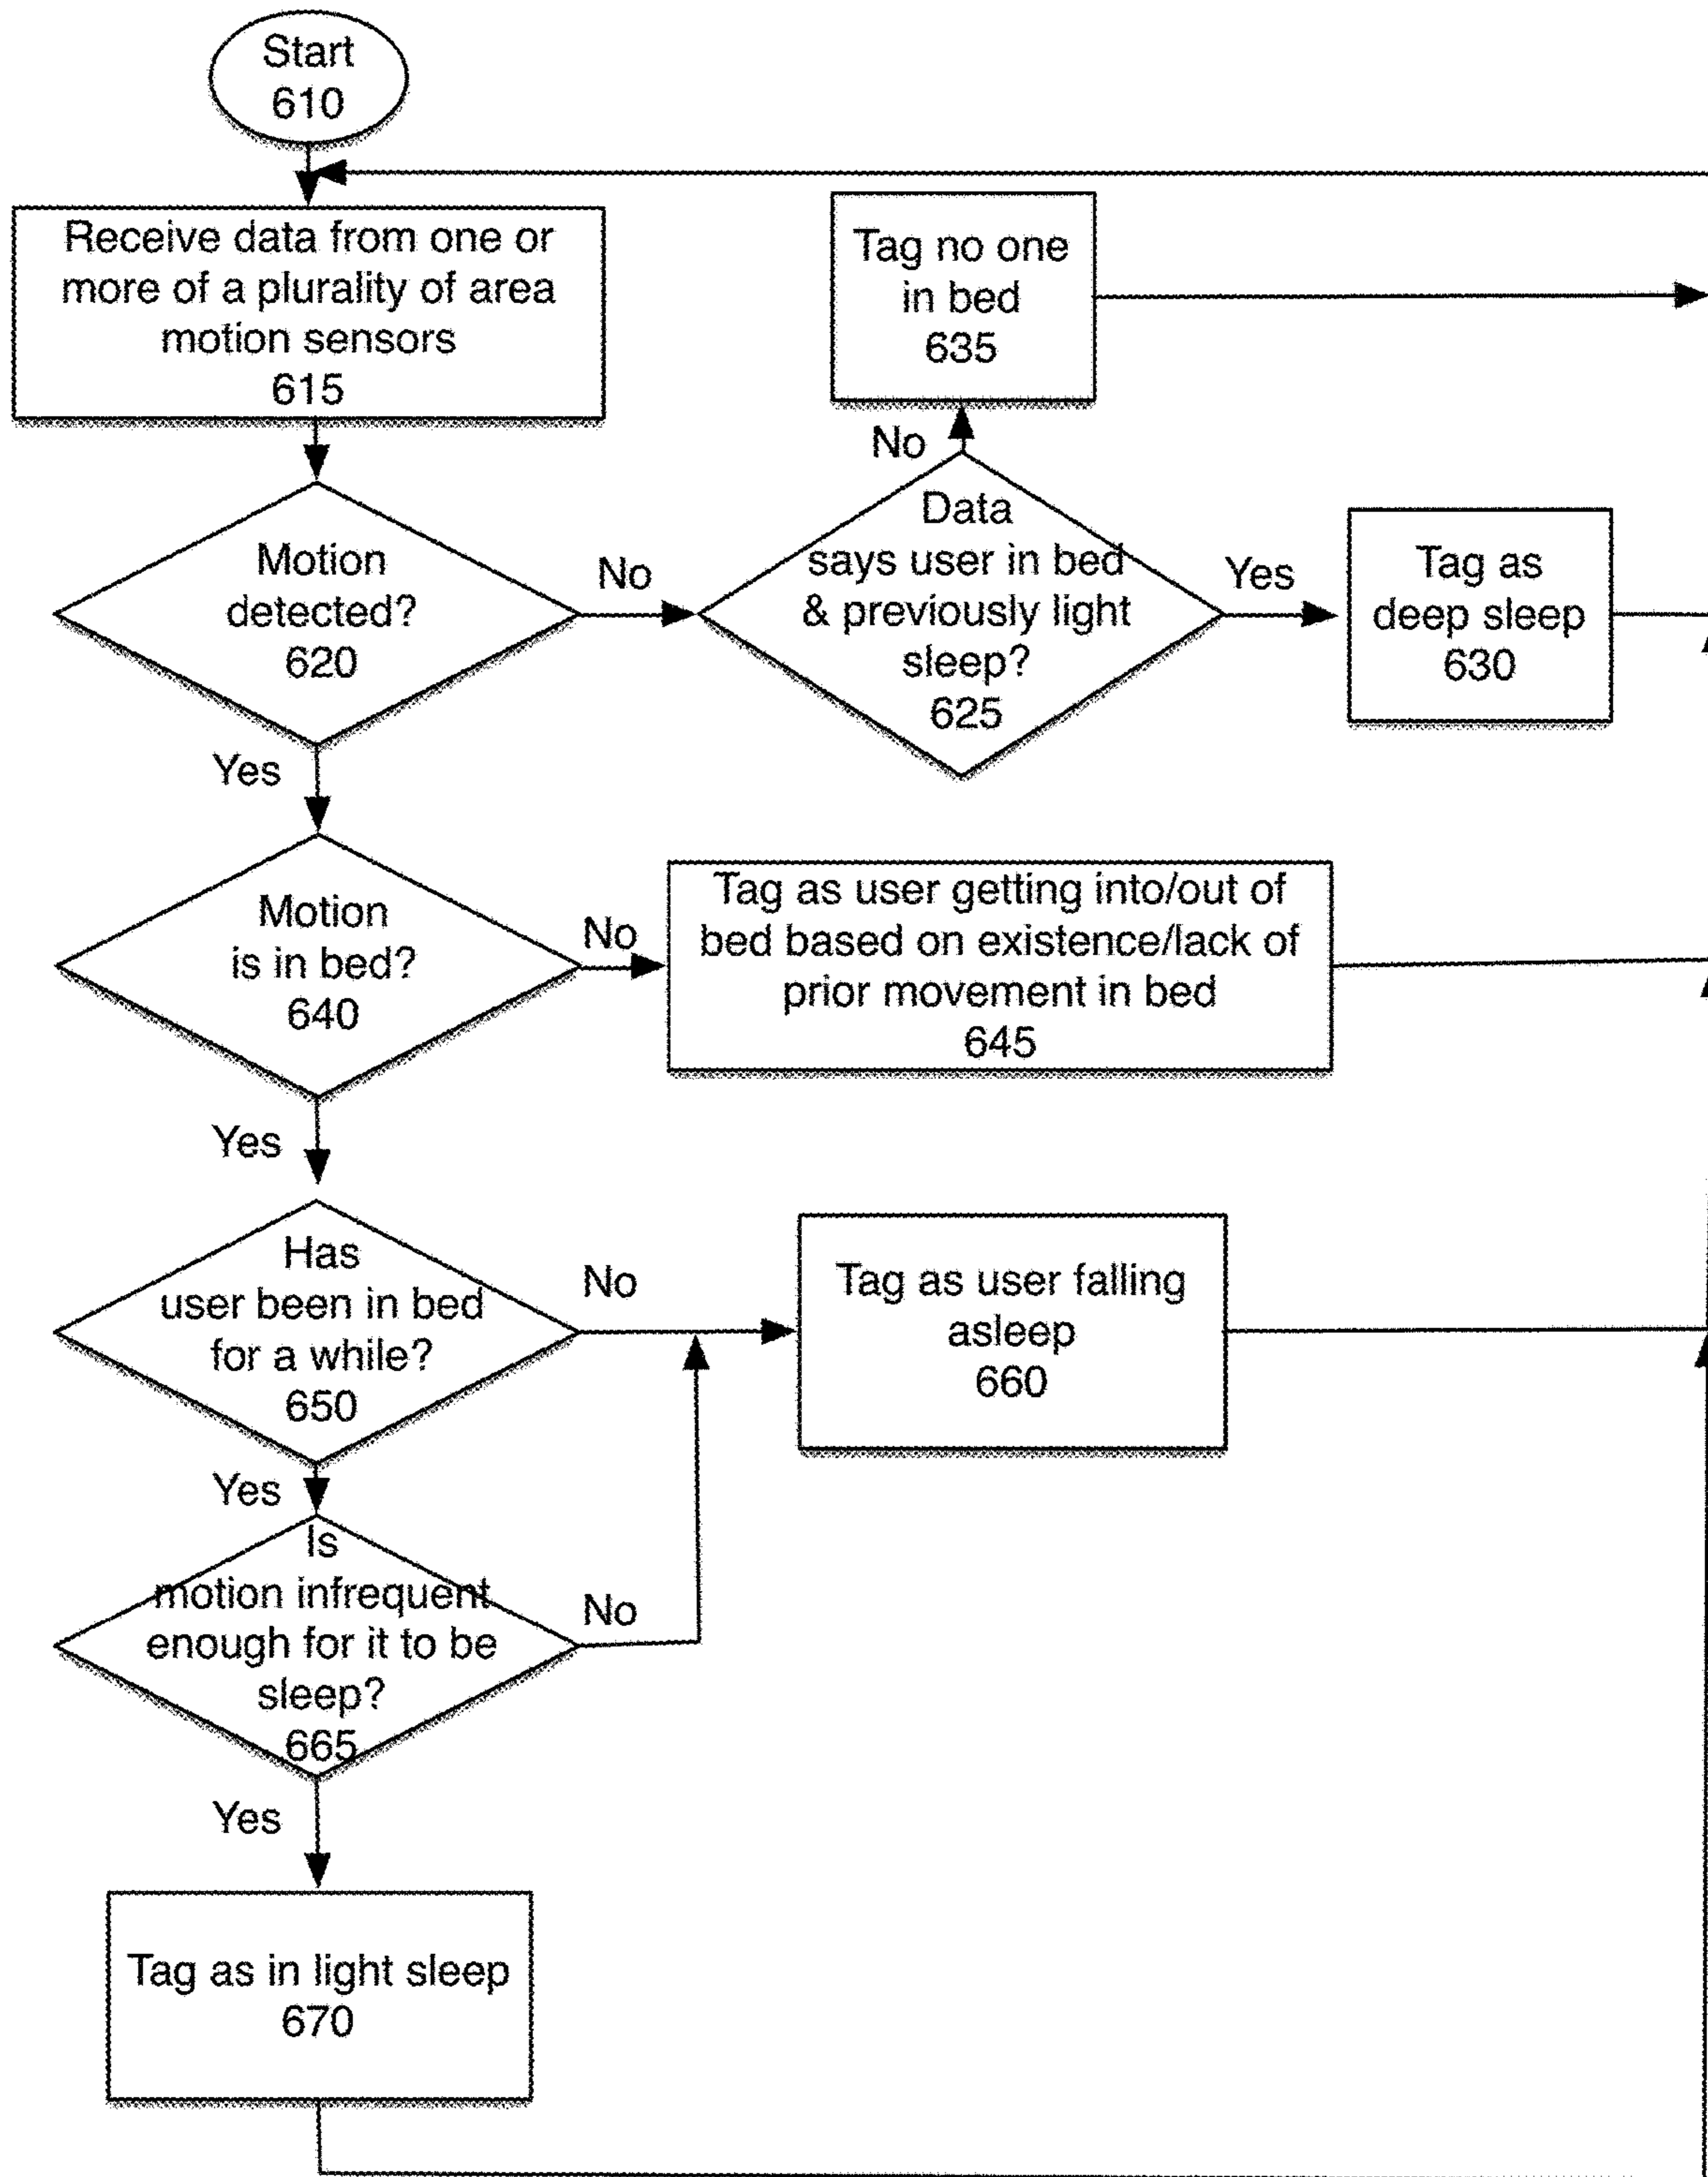 Start
610
Receive data from one or
more of a plurality of area
motion sensors
615
Tag no one
in bed
635
No
Motion
detected?
620
No
Data
says user in bed
& previously light
sleep?
625
Yes
Tag as
deep sleep
630
Yes
Motion
is in bed?
640
No
Tag as user getting into/out of
bed based on existence/lack of
prior movement in bed
645
Yes
Has
user been in bed
for a while?
650
No
Tag as user falling
asleep
660
Yes
Is
motion infrequent
enough for it to be
sleep?
665
No
Yes
Tag as in light sleep
670